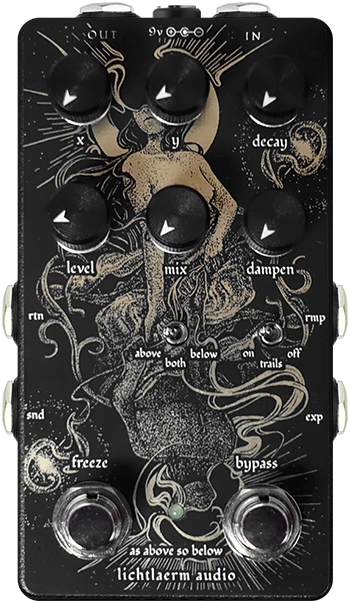 OUT 9v IN
x y decay
level mix dampen
rtn rmp
above below on off
both trails
snd exp
freeze bypass
as above so below
lichtlaerm audio